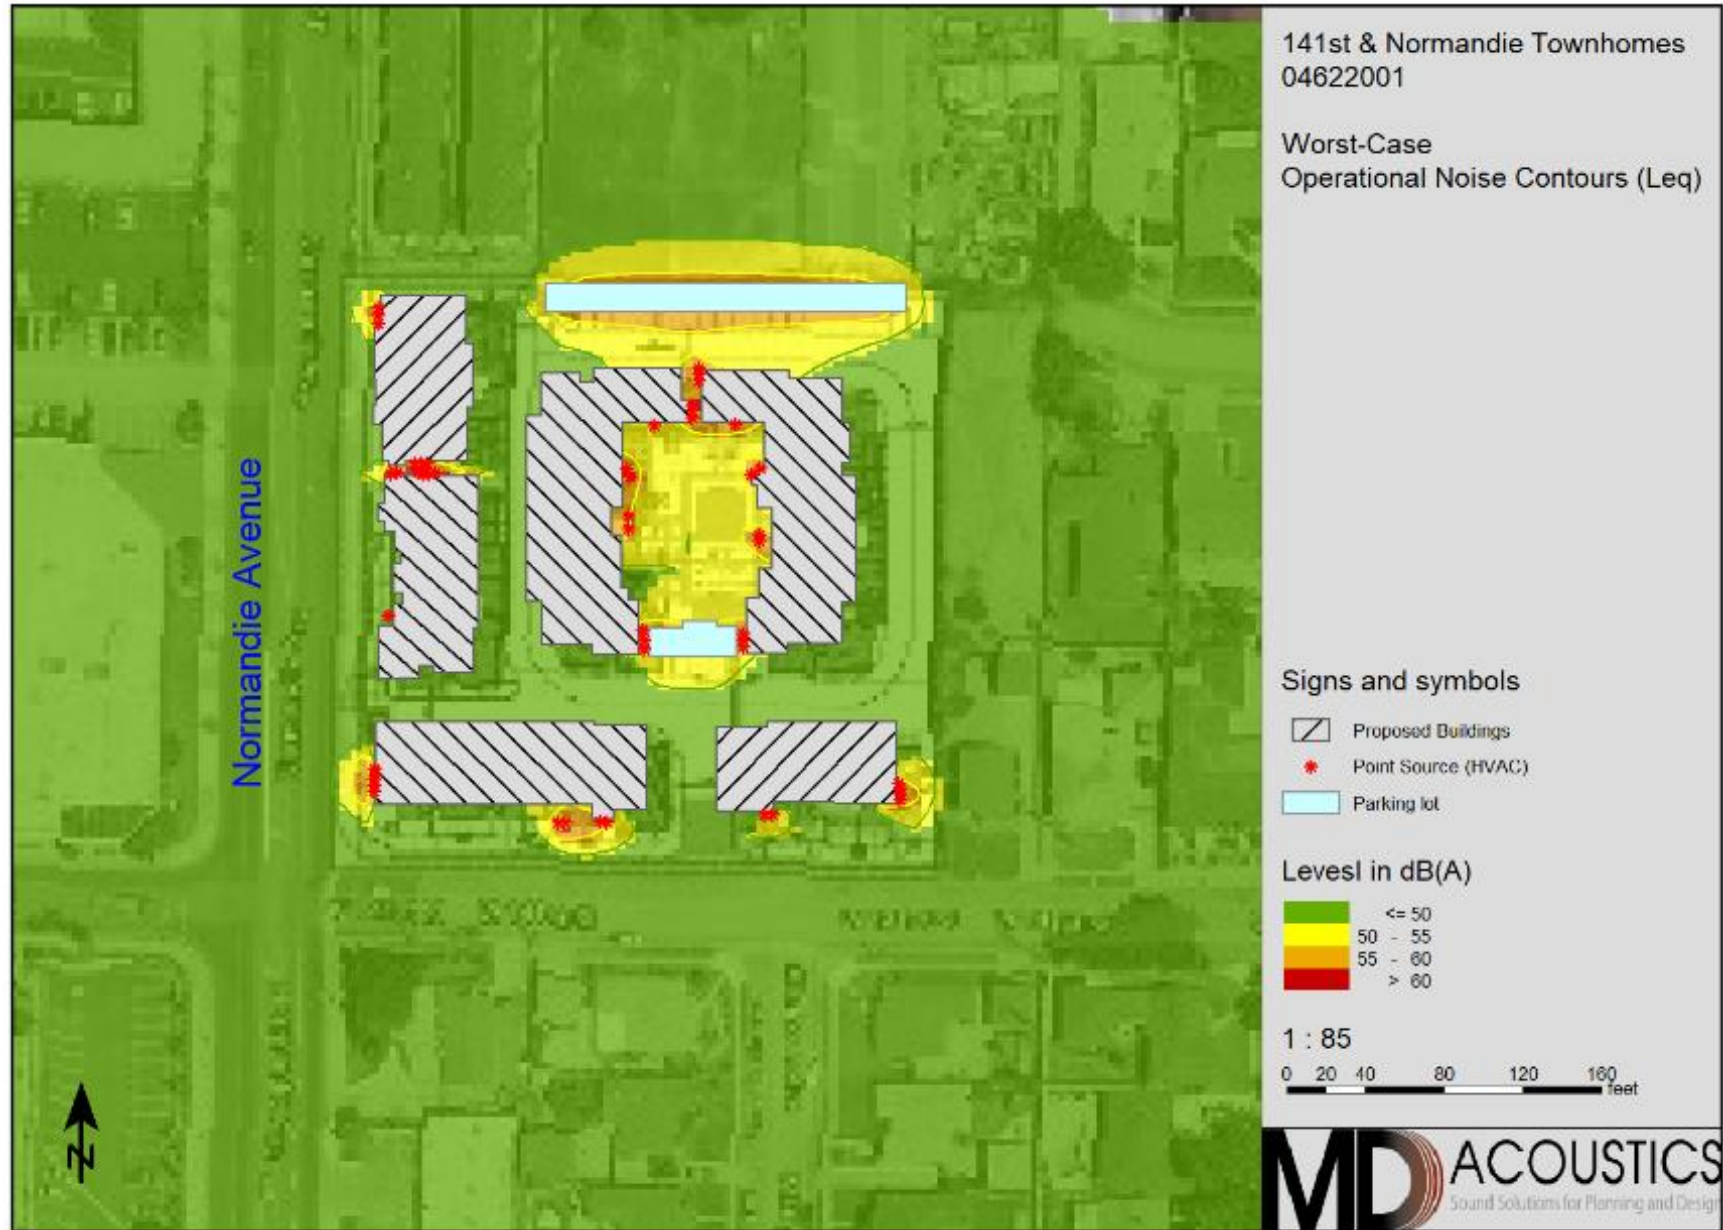 141st & Normandie Townhomes
04622001
Worst-Case
Operational Noise Contours (Leq)
Normandie Avenue
Signs and symbols
Proposed Buildings
Point Source (HVAC)
Parking lot
Levesl in dB(A)
<= 50
50 - 55
55 - 60
> 60
1 : 85
0 20 40 80 120 160
feet
N
MD ACOUSTICS
Sound Solutions for Planning and Design